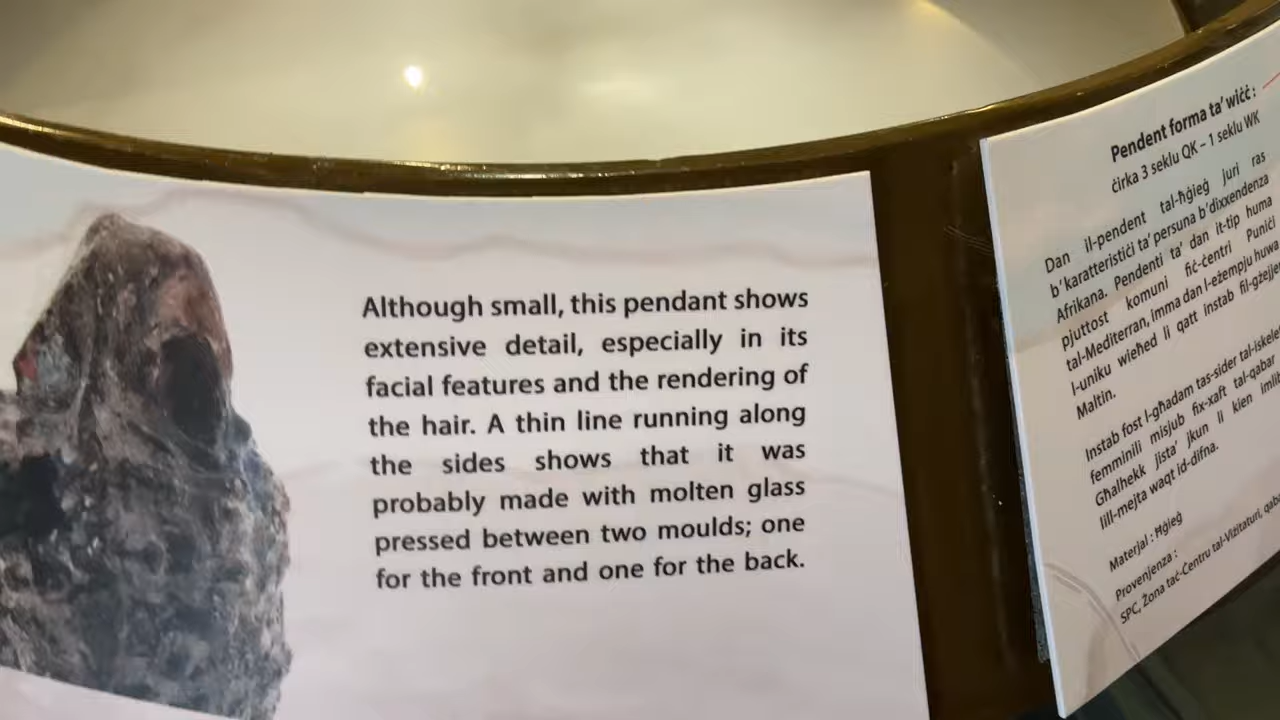 Although small, this pendant shows
extensive detail, especially in its
facial features and the rendering of
the hair. A thin line running along
the sides shows that it was
probably made with molten glass
pressed between two moulds; one
for the front and one for the back.
Pendent forma ta' wiċċ:
ċirka 3 seklu QK – 1 seklu WK
Dan il-pendent tal-ħġieġ juri ras
b'karatteristiċi ta' persuna b'dixxendenza
Afrikana. Pendenti ta' dan it-tip huma
pjuttost komuni fiċ-ċentri Puniċi
tal-Mediterran, imma dan l-eżempju huwa
l-uniku wieħed li qatt instab fil-gżejjer
Maltin.
Instab fost l-għadam tas-sider tal-
femminili misjub fix-xaft tal-qabar
Għalhekk jista' jkun li kien
lill-mejta waqt id-difna.
Materjal : Ħġieġ
Provenjenza :
SPC, Żona taċ-Ċentru tal-Viżitaturi,